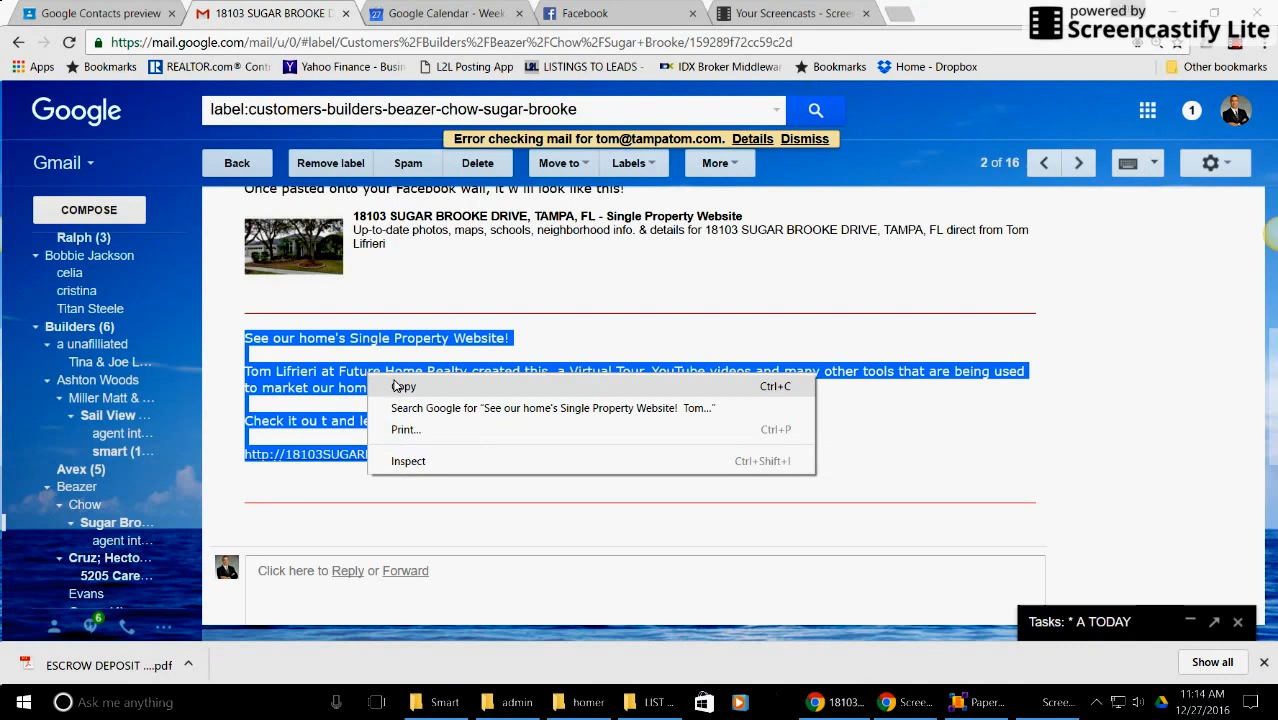 Google Contacts preview
18103 SUGAR BROOKE D
Google Calendar - Week
Facebook
Your Screencasts - Screen
powered by
Screencastify Lite
https://mail.google.com/mail/u/0/#label/Customers%2FBuilders%2FBeazer%2FChow%2FSugar+Brooke/159289f72cc59c2d
Apps
Bookmarks
REALTOR.com® Cont
Yahoo Finance - Busin
L2L Posting App
LISTINGS TO LEADS -
IDX Broker Middlewar
Bookmarks
Home - Dropbox
Other bookmarks
Google
label:customers-builders-beazer-chow-sugar-brooke
1
Error checking mail for tom@tampatom.com. Details Dismiss
Gmail
Back
Remove label
Spam
Delete
Move to
Labels
More
2 of 16
COMPOSE
Ralph (3)
Bobbie Jackson
celia
cristina
Titan Steele
Builders (6)
a unaffiliated
Tina & Joe L...
Ashton Woods
Miller Matt & ...
Sail View ...
agent int...
smart (1...
Avex (5)
Beazer
Chow
Sugar Bro...
agent int...
Cruz; Hecto...
5205 Care...
Evans
6
Once pasted onto your Facebook wall, it w ill look like this!
18103 SUGAR BROOKE DRIVE, TAMPA, FL - Single Property Website
Up-to-date photos, maps, schools, neighborhood info. & details for 18103 SUGAR BROOKE DRIVE, TAMPA, FL direct from Tom
Lifrieri
See our home's Single Property Website!
Tom Lifrieri at Future Home Realty created this, a Virtual Tour, YouTube videos and many other tools that are being used
to market our hom
Check it ou t and le
http://18103SUGARI
Copy Ctrl+C
Search Google for “See our home's Single Property Website!  Tom...”
Print... Ctrl+P
Inspect Ctrl+Shift+I
Click here to Reply or Forward
Tasks: * A TODAY
ESCROW DEPOSIT ....pdf
Show all
Ask me anything
Smart
admin
homer
LIST ...
18103...
Scree...
Paper...
Scree...
11:14 AM
12/27/2016